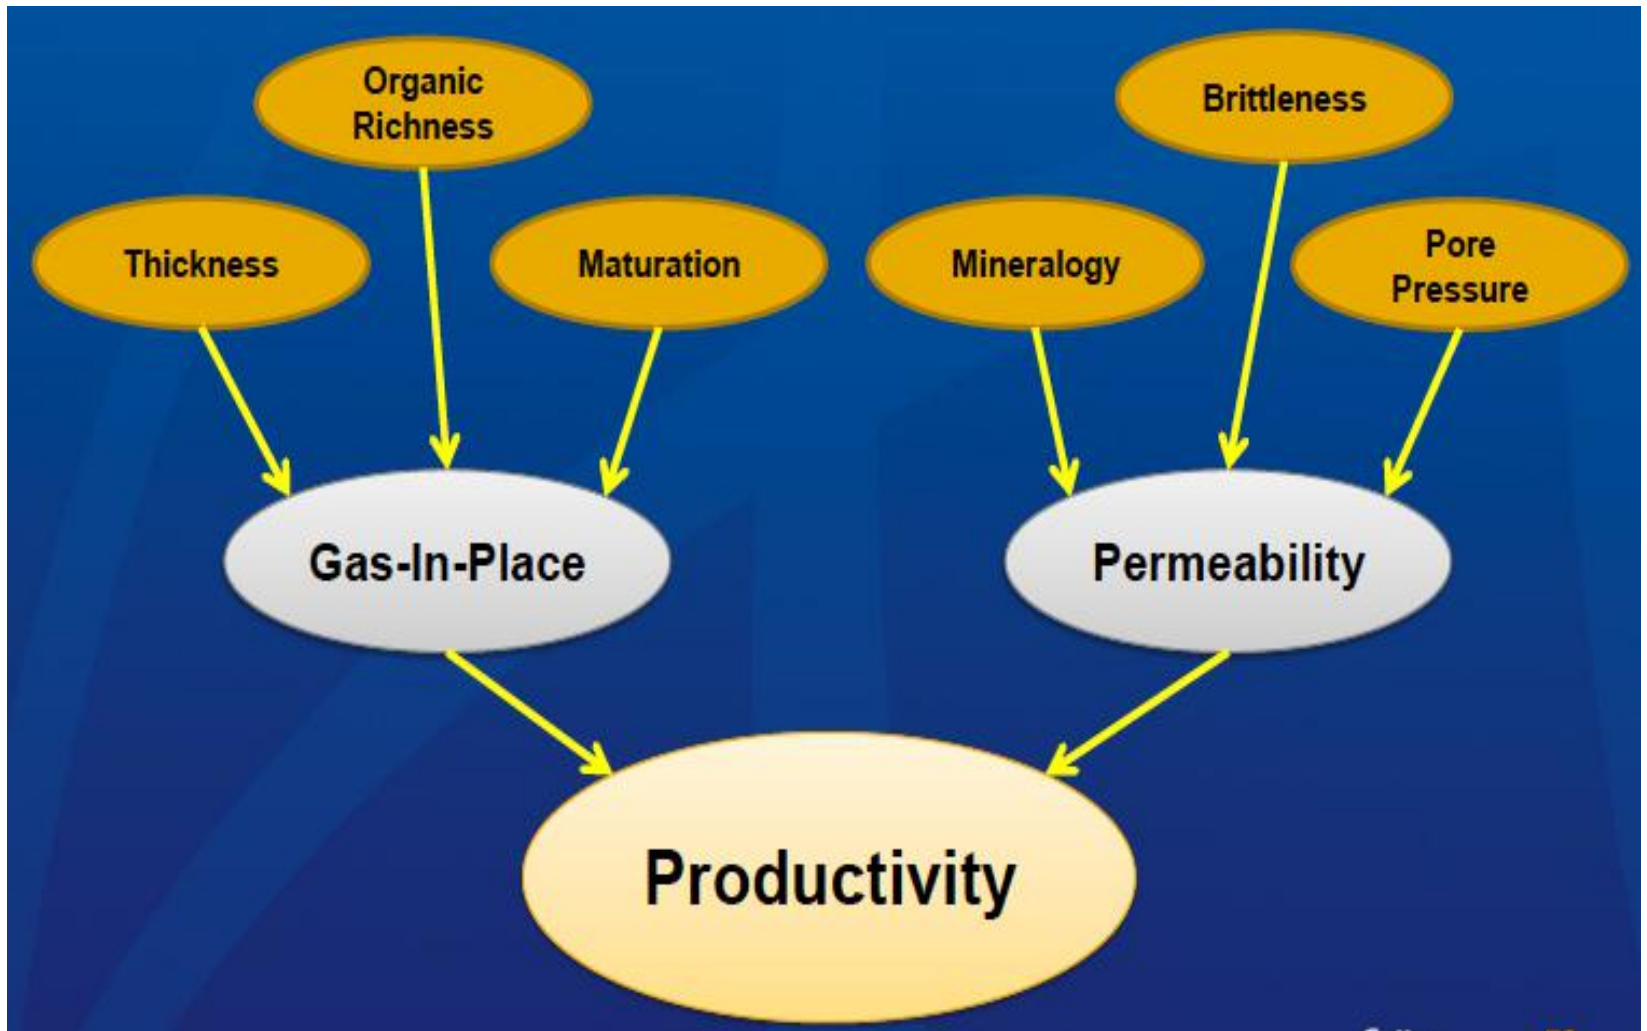 Organic
Richness
Brittleness
Thickness
Maturation
Mineralogy
Pore
Pressure
Gas-In-Place
Permeability
Productivity